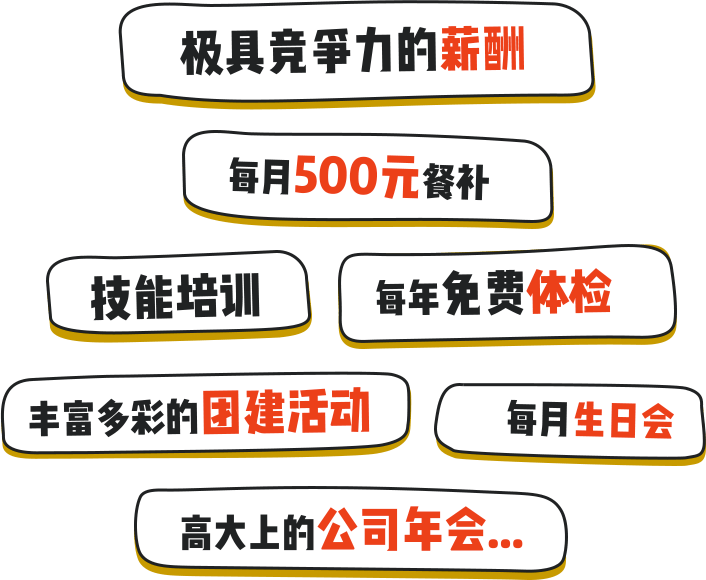 极具竞爭力的薪酬
每月500元餐补
技能培训
每年免费体检
丰富多彩的团建活动
每月生日会
高大上的公司年会...